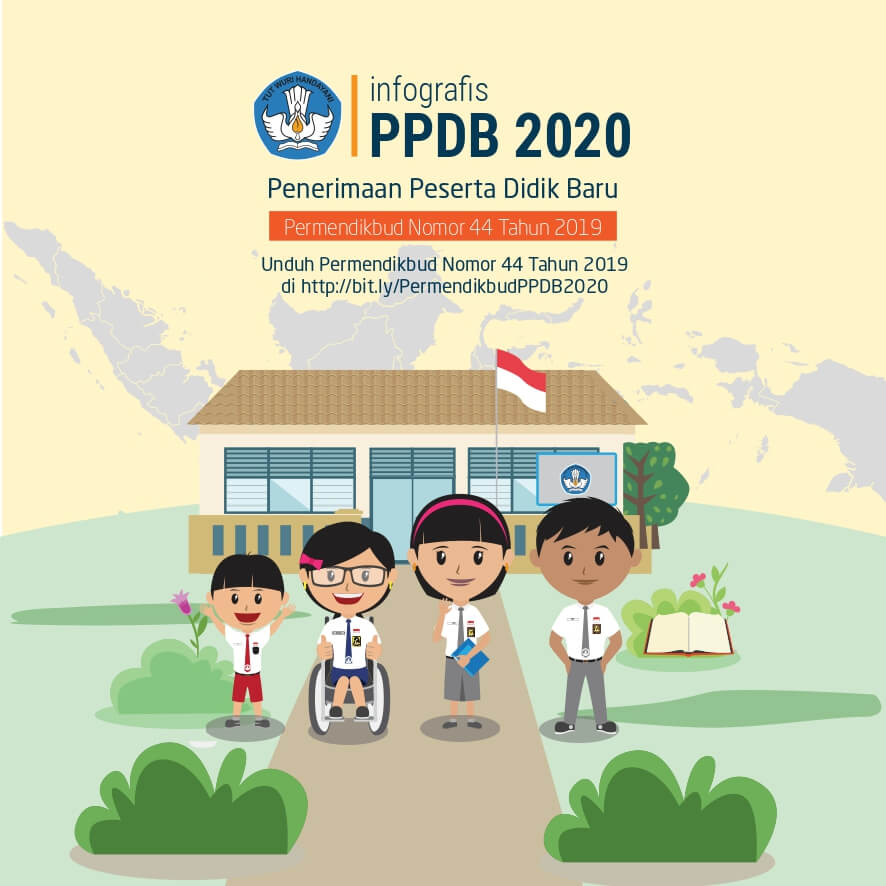 TUT WURI HANDAYANI
infografis
PPDB 2020
Penerimaan Peserta Didik Baru
Permendikbud Nomor 44 Tahun 2019
Unduh Permendikbud Nomor 44 Tahun 2019
di http://bit.ly/PermendikbudPPDB2020